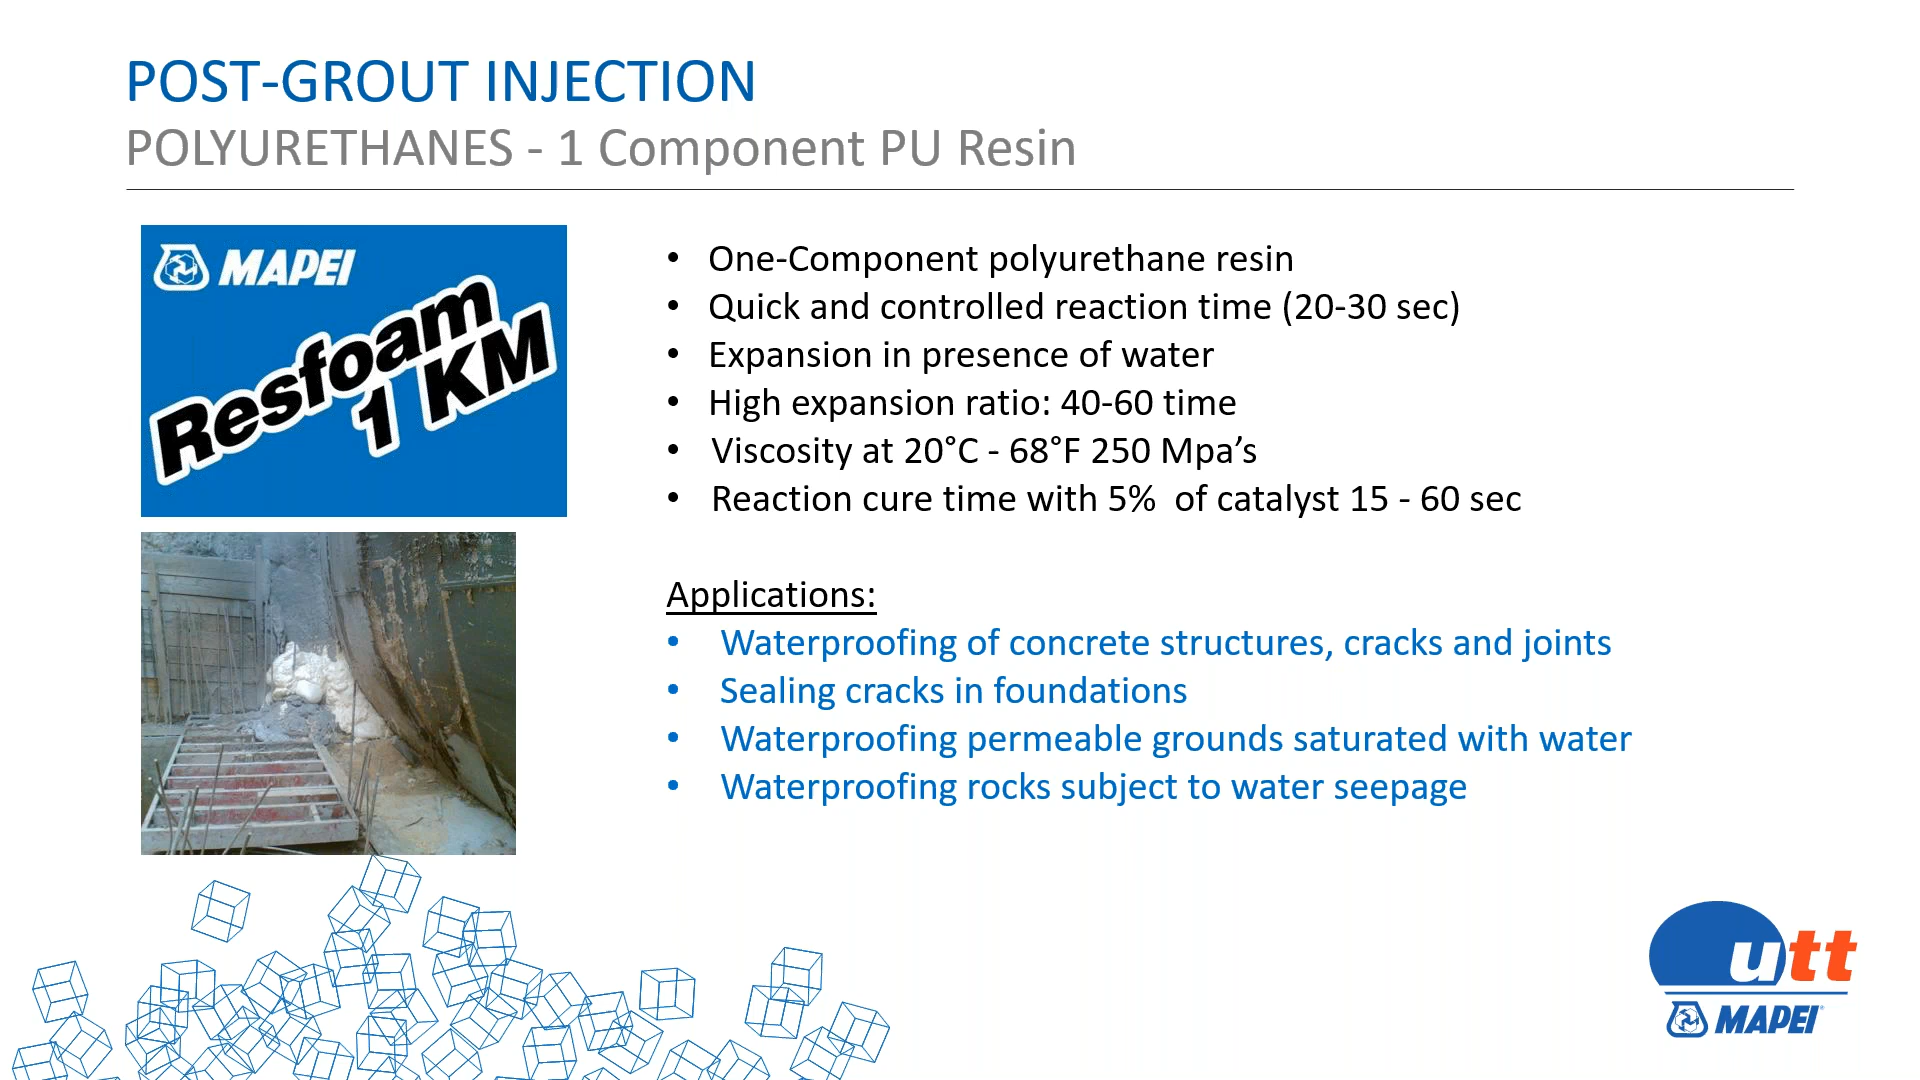 POST-GROUT INJECTION
POLYURETHANES - 1 Component PU Resin
MAPEI
Resfoam
1 KM
• One-Component polyurethane resin
• Quick and controlled reaction time (20-30 sec)
• Expansion in presence of water
• High expansion ratio: 40-60 time
• Viscosity at 20°C - 68°F 250 Mpa’s
• Reaction cure time with 5%  of catalyst 15 - 60 sec
Applications:
• Waterproofing of concrete structures, cracks and joints
• Sealing cracks in foundations
• Waterproofing permeable grounds saturated with water
• Waterproofing rocks subject to water seepage
utt
MAPEI®